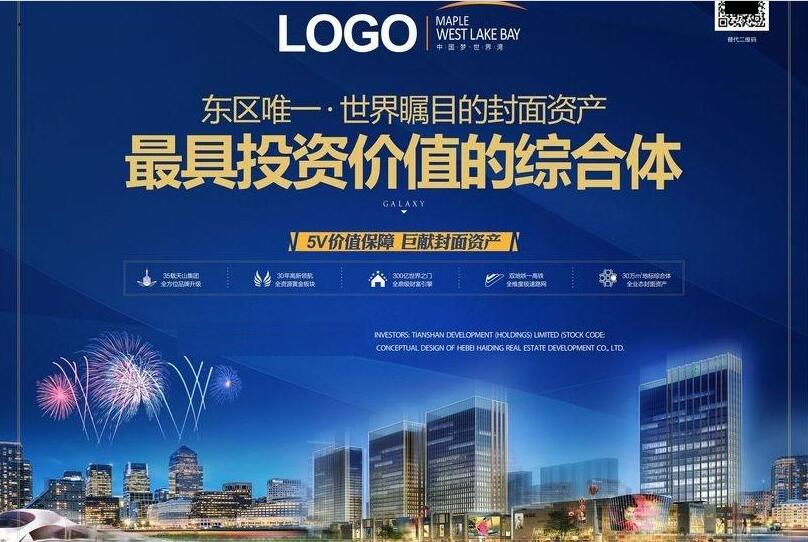 LOGO
MAPLE
WEST LAKE BAY
中·国·梦·世·界·湾
替代二维码
东区唯一·世界瞩目的封面资产
最具投资价值的综合体
GALAXY
5V价值保障 巨献封面资产
35载天山集团
全方位品牌升级
30年高新领航
全资源黄金板块
300亿世界之门
全鼎级财富引擎
双地铁一高铁
全维度极速路网
30万㎡地标综合体
全业态封面资产
INVESTORS: TIANSHAN DEVELOPMENT (HOLDINGS) LIMITED (STOCK CODE:
CONCEPTUAL DESIGN OF HEBEI HAIDING REAL ESTATE DEVELOPMENT CO., LTD.